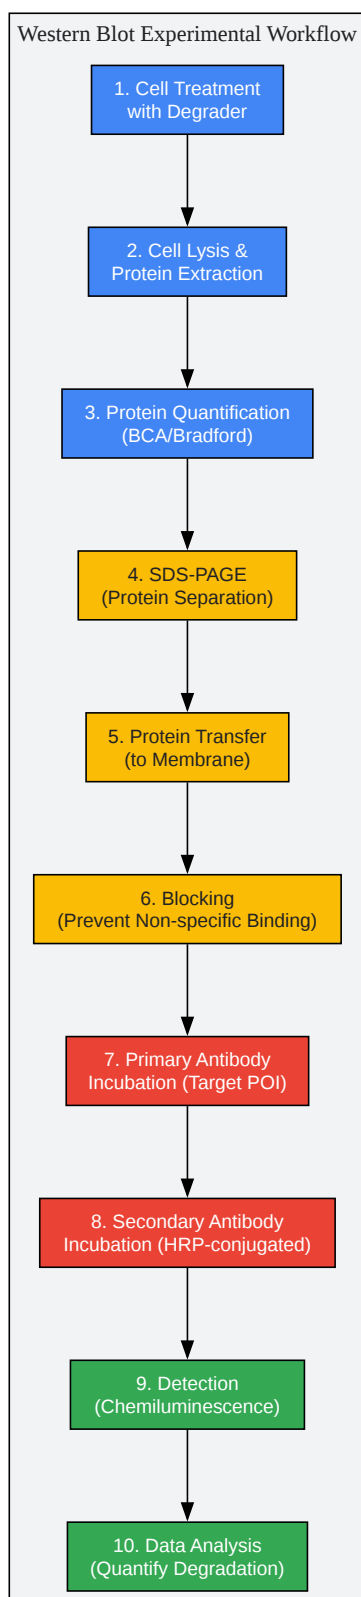 Western Blot Experimental Workflow
1. Cell Treatment
with Degrader
2. Cell Lysis &
Protein Extraction
3. Protein Quantification
(BCA/Bradford)
4. SDS-PAGE
(Protein Separation)
5. Protein Transfer
(to Membrane)
6. Blocking
(Prevent Non-specific Binding)
7. Primary Antibody
Incubation (Target POI)
8. Secondary Antibody
Incubation (HRP-conjugated)
9. Detection
(Chemiluminescence)
10. Data Analysis
(Quantify Degradation)